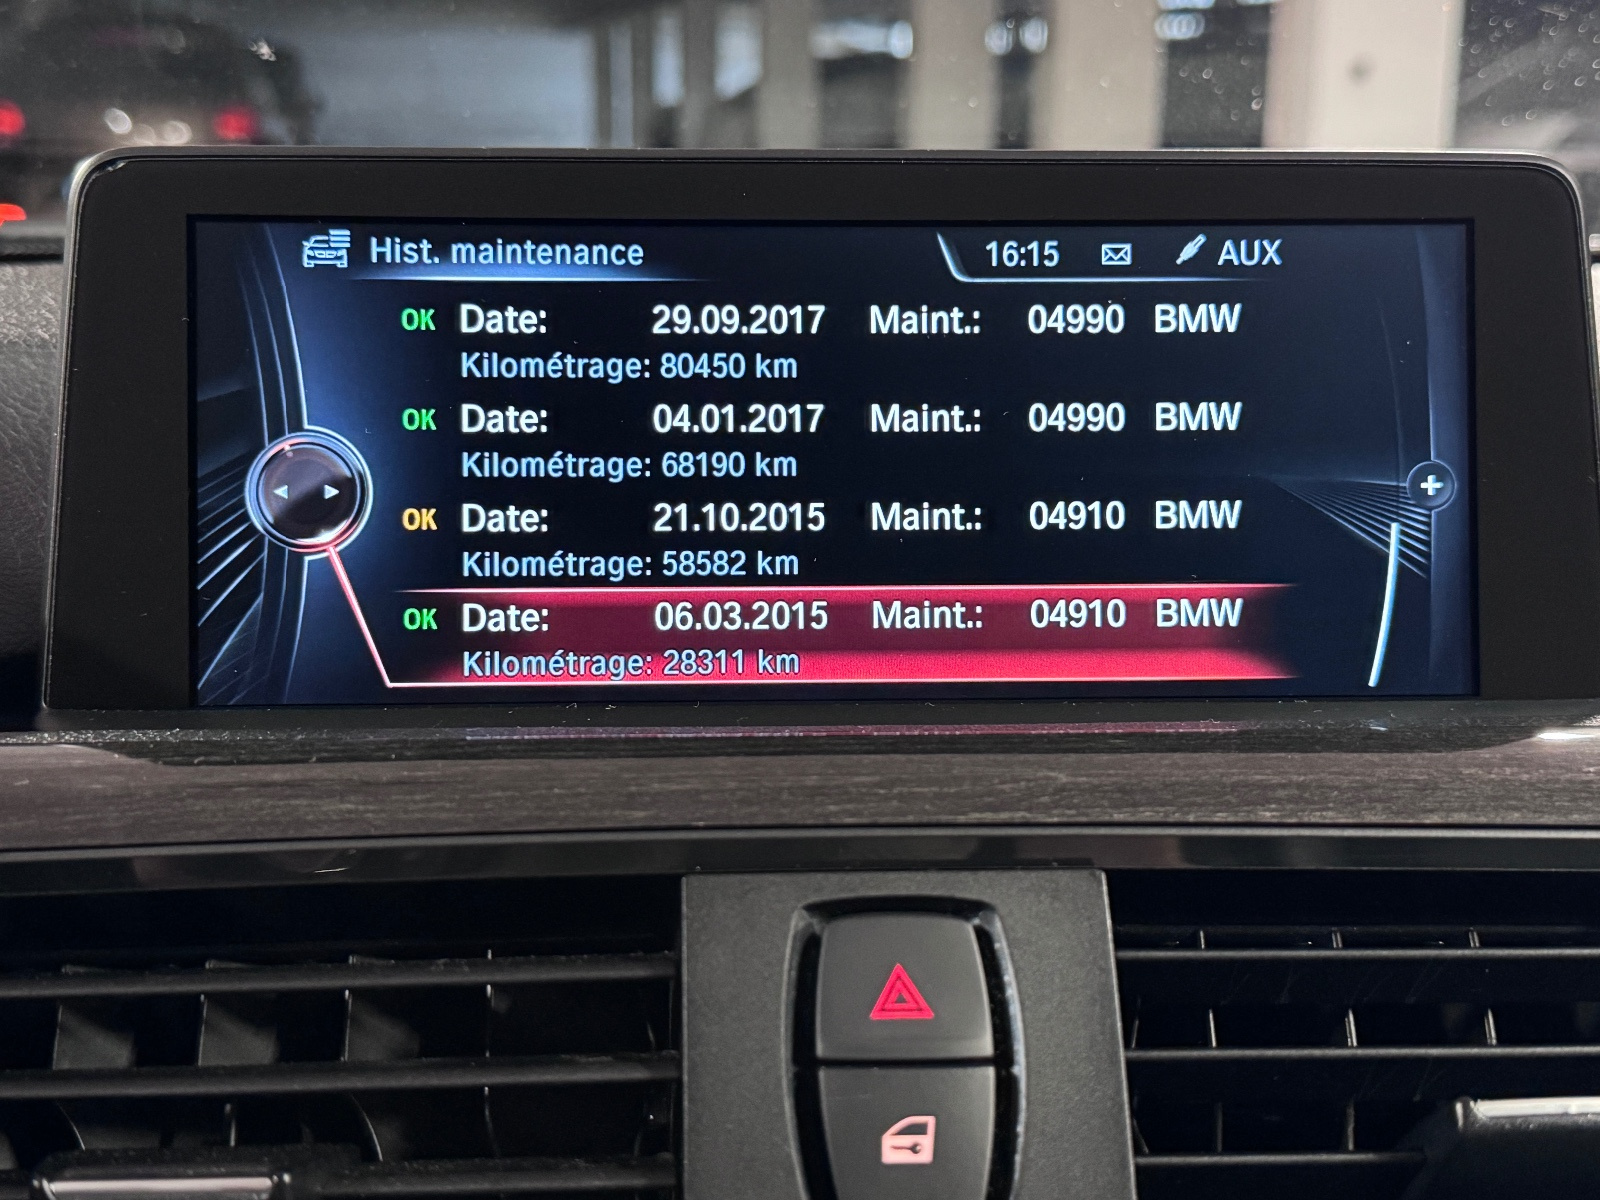 Hist. maintenance 16:15 AUX
OK Date: 29.09.2017 Maint.: 04990 BMW
Kilométrage: 80450 km
OK Date: 04.01.2017 Maint.: 04990 BMW
Kilométrage: 68190 km
OK Date: 21.10.2015 Maint.: 04910 BMW
Kilométrage: 58582 km
OK Date: 06.03.2015 Maint.: 04910 BMW
Kilométrage: 28311 km